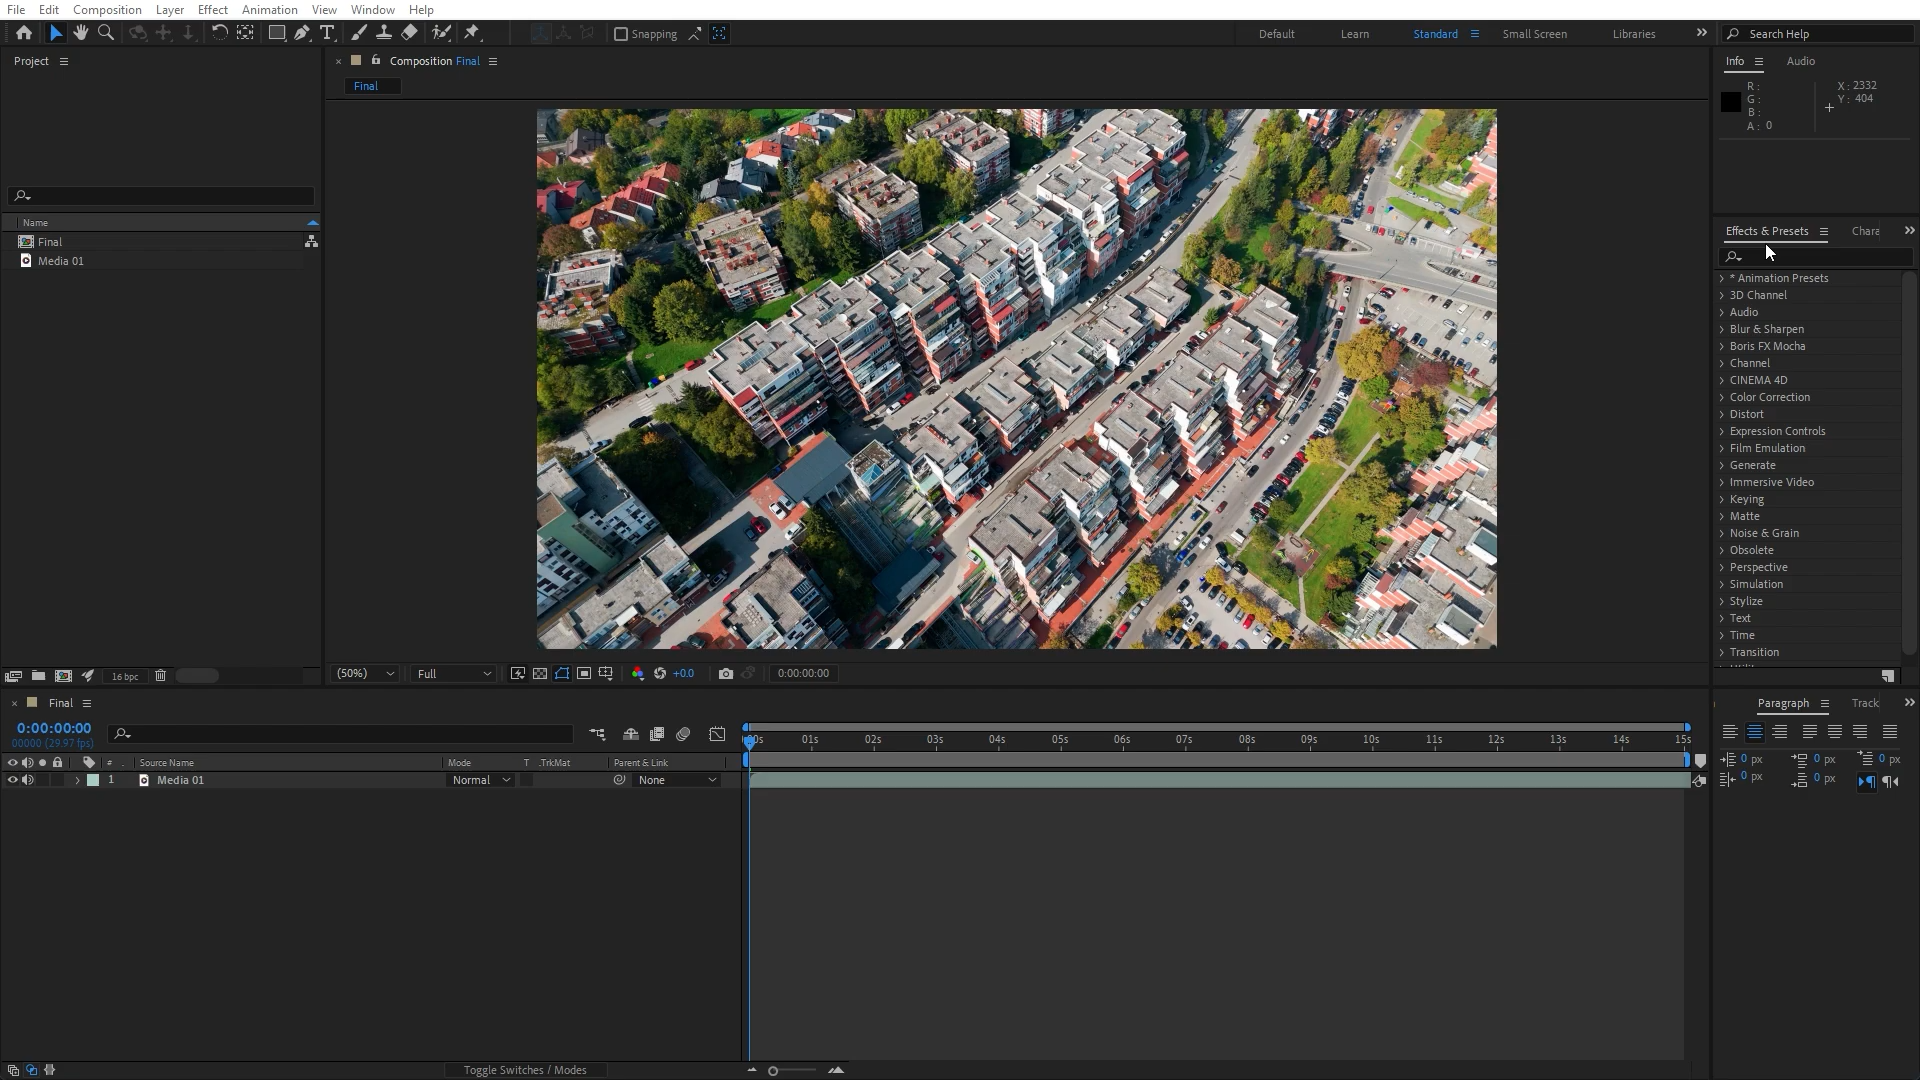 File Edit Composition Layer Effect Animation View Window Help
Snapping
Default Learn Standard Small Screen Libraries Search Help
Project
Composition Final
Final
Info Audio
R :
G :
B :
A : 0
X : 2332
Y : 404
Name
Final
Media 01
Effects & Presets Chara
* Animation Presets
3D Channel
Audio
Blur & Sharpen
Boris FX Mocha
Channel
CINEMA 4D
Color Correction
Distort
Expression Controls
Film Emulation
Generate
Immersive Video
Keying
Matte
Noise & Grain
Obsolete
Perspective
Simulation
Stylize
Text
Time
Transition
16 bpc
(50%) Full +0.0 0:00:00:00
Final
0:00:00:00
00000 (29.97 fps)
00s 01s 02s 03s 04s 05s 06s 07s 08s 09s 10s 11s 12s 13s 14s 15s
# . Source Name Mode T .TrkMat Parent & Link
1 Media 01 Normal None
Paragraph Track
0 px 0 px 0 px
0 px 0 px
Toggle Switches / Modes